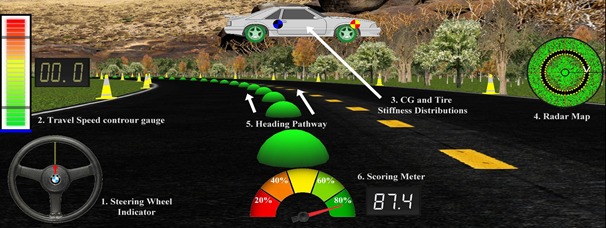 00.0
2. Travel Speed controur gauge
3. CG and Tire
Stiffness Distributions
4. Radar Map
5. Heading Pathway
1. Steering Wheel
Indicator
20%
40%
60%
80%
6. Scoring Meter
87.4